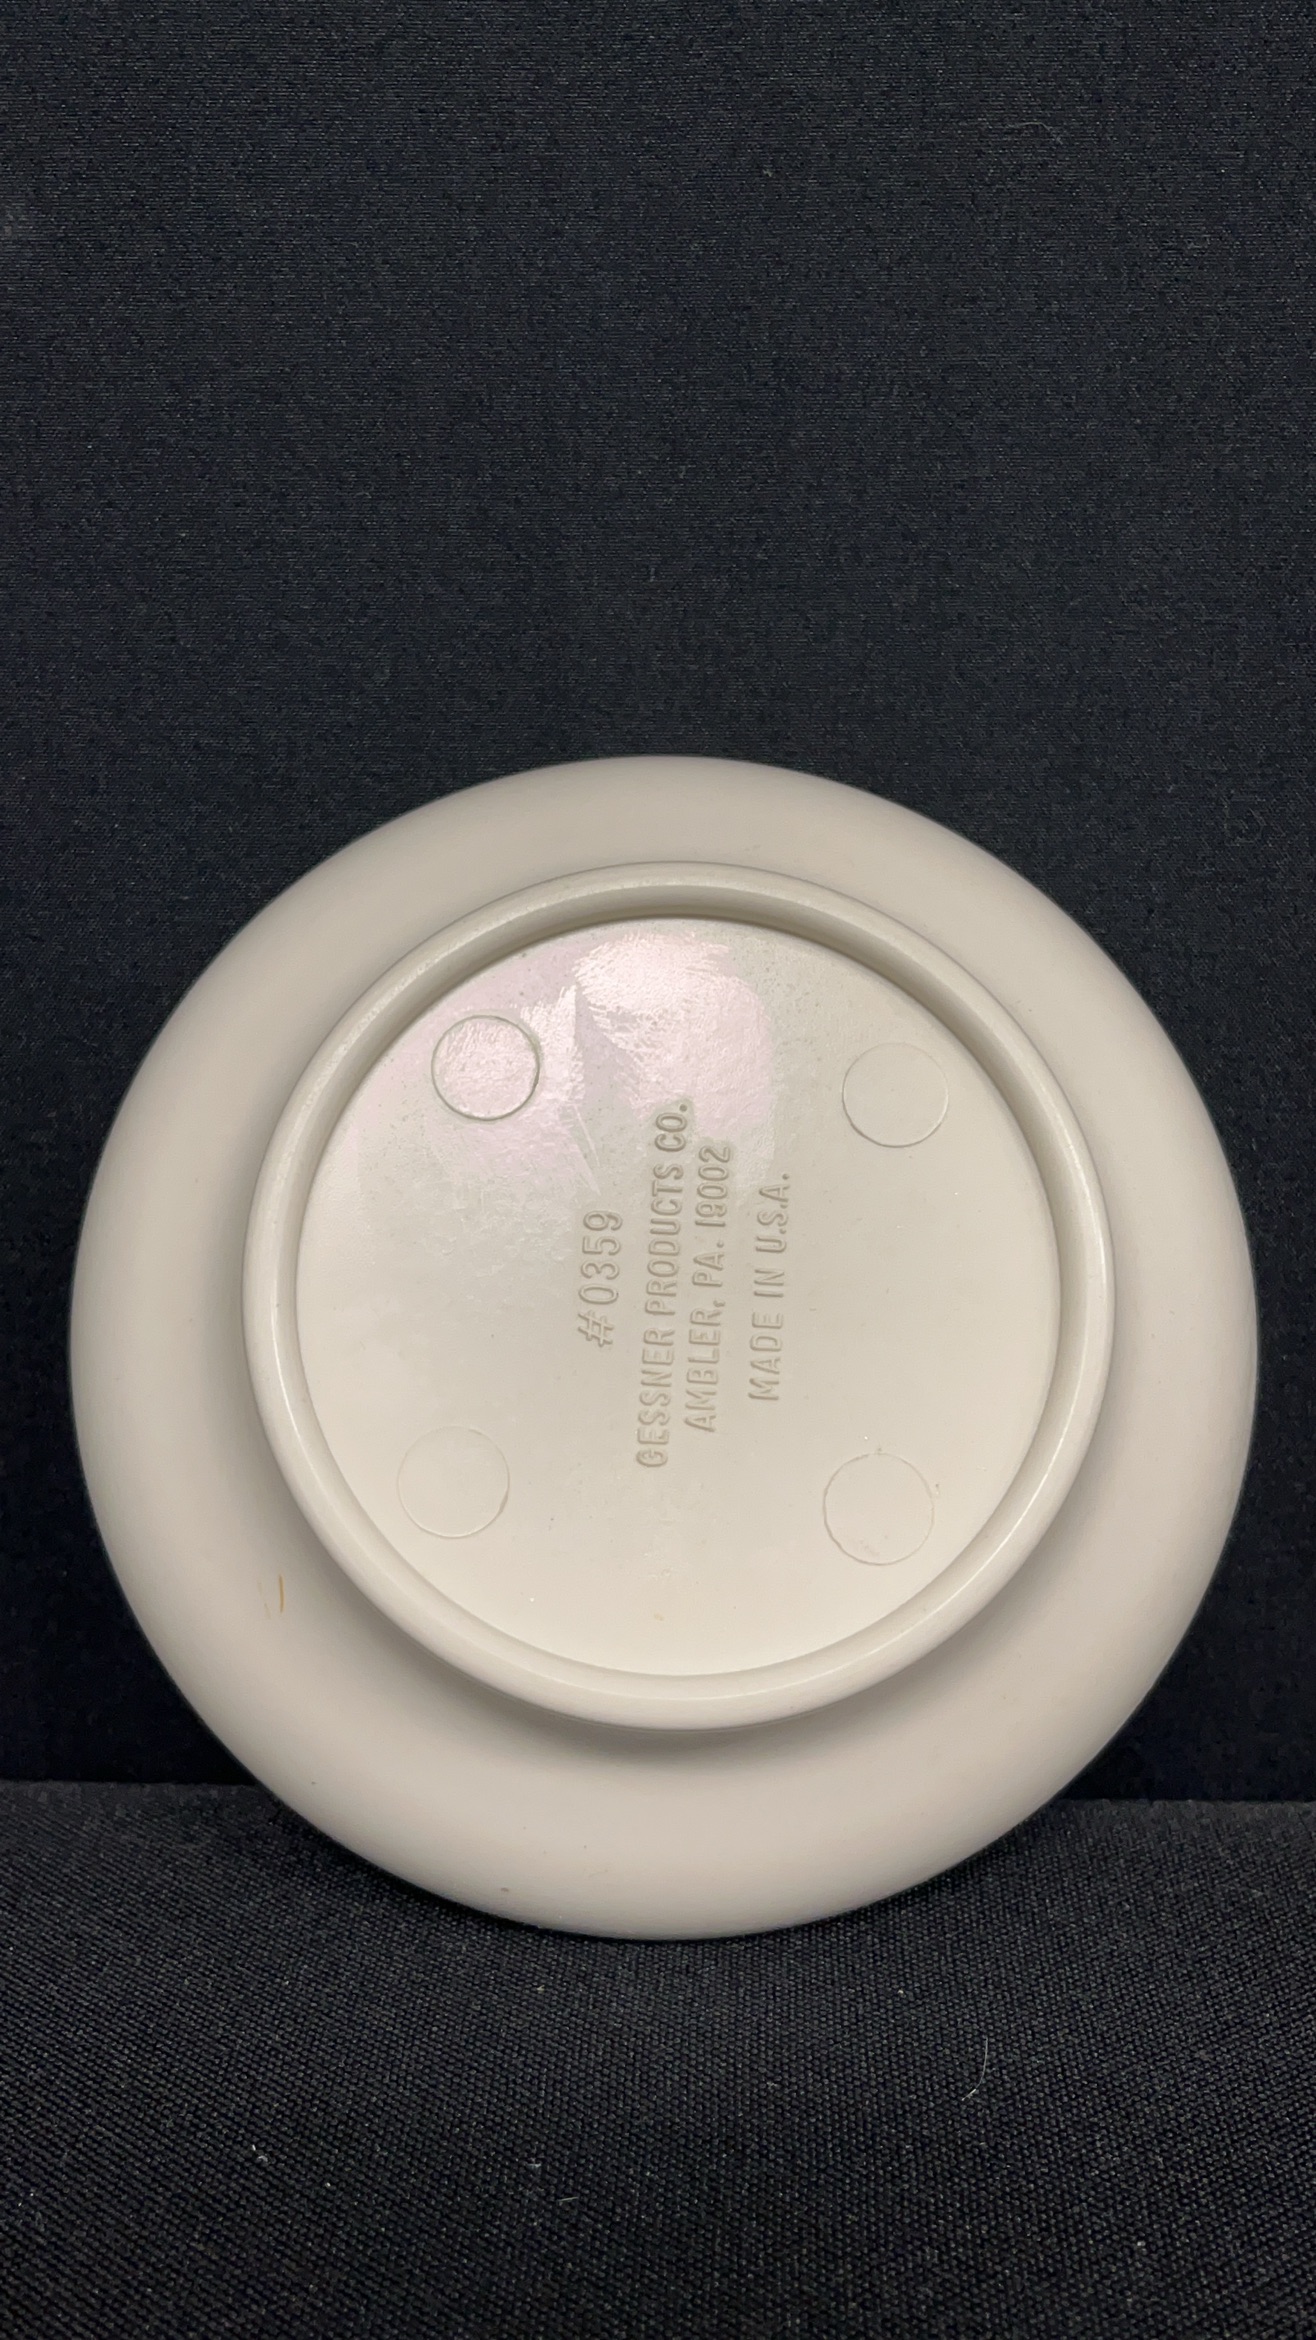 #0359
GESSNER PRODUCTS CO.
AMBLER, PA. 19002
MADE IN U.S.A.